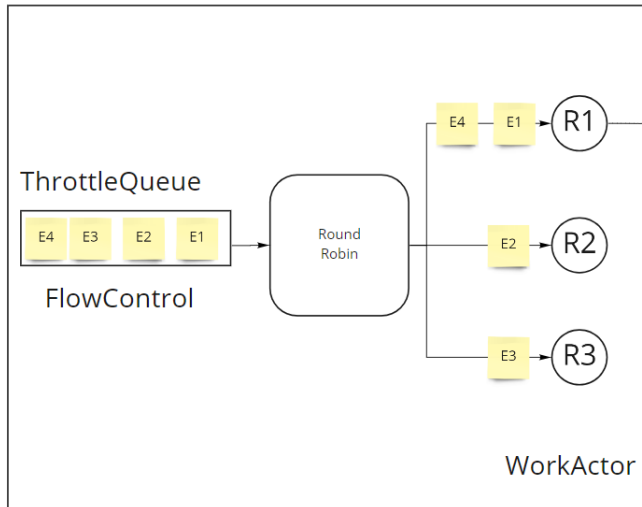 E4 E1 R1
ThrottleQueue
E4 E3 E2 E1
FlowControl
Round
Robin
E2 R2
E3 R3
WorkActor